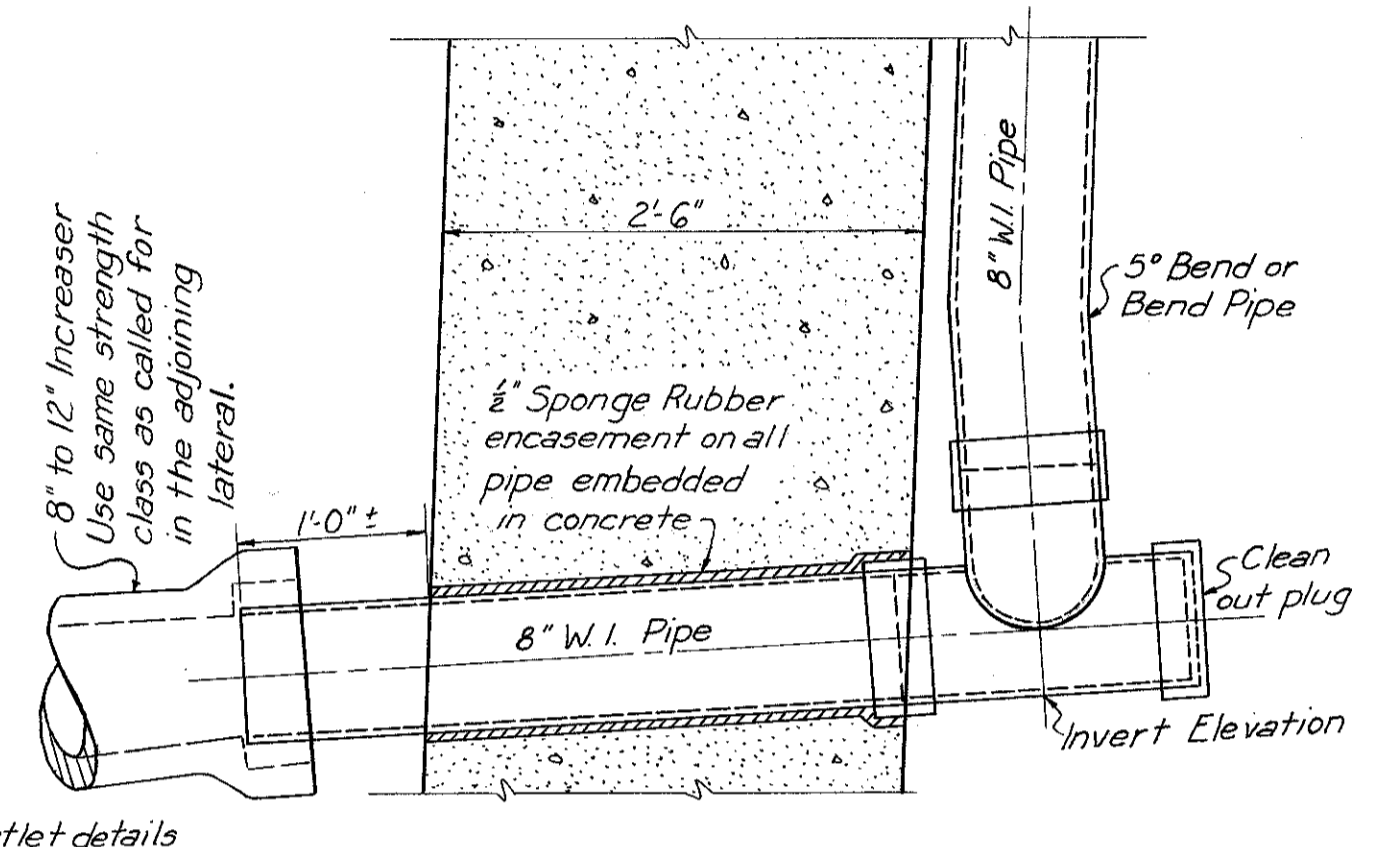 8" to 12" Increaser
Use same strength
class as called for
in the adjoining
lateral.
1'-0" ±
2'-6"
½" Sponge Rubber
encasement on all
pipe embedded
in concrete
8" W.I. Pipe
8" W.I. Pipe
5° Bend or
Bend Pipe
Clean
out plug
Invert Elevation
details